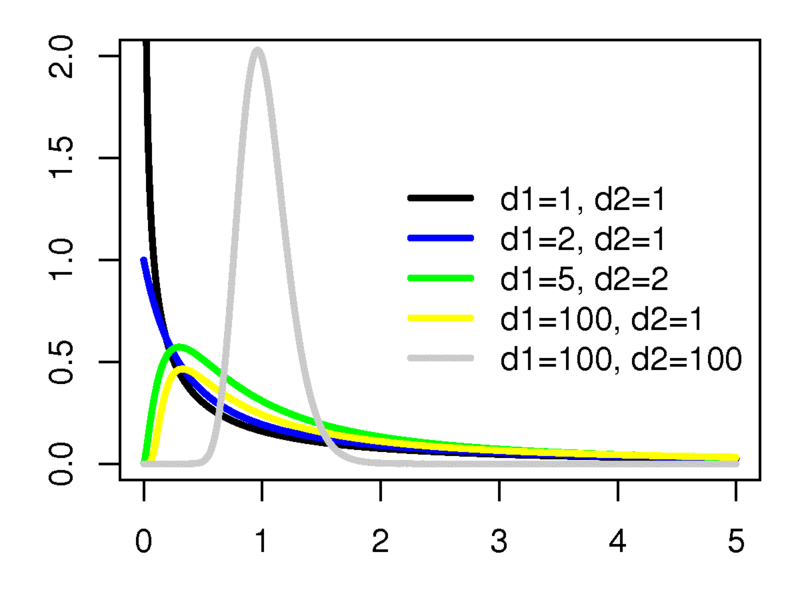 2.0
1.5
1.0
0.5
0.0
d1=1, d2=1
d1=2, d2=1
d1=5, d2=2
d1=100, d2=1
d1=100, d2=100
0 1 2 3 4 5